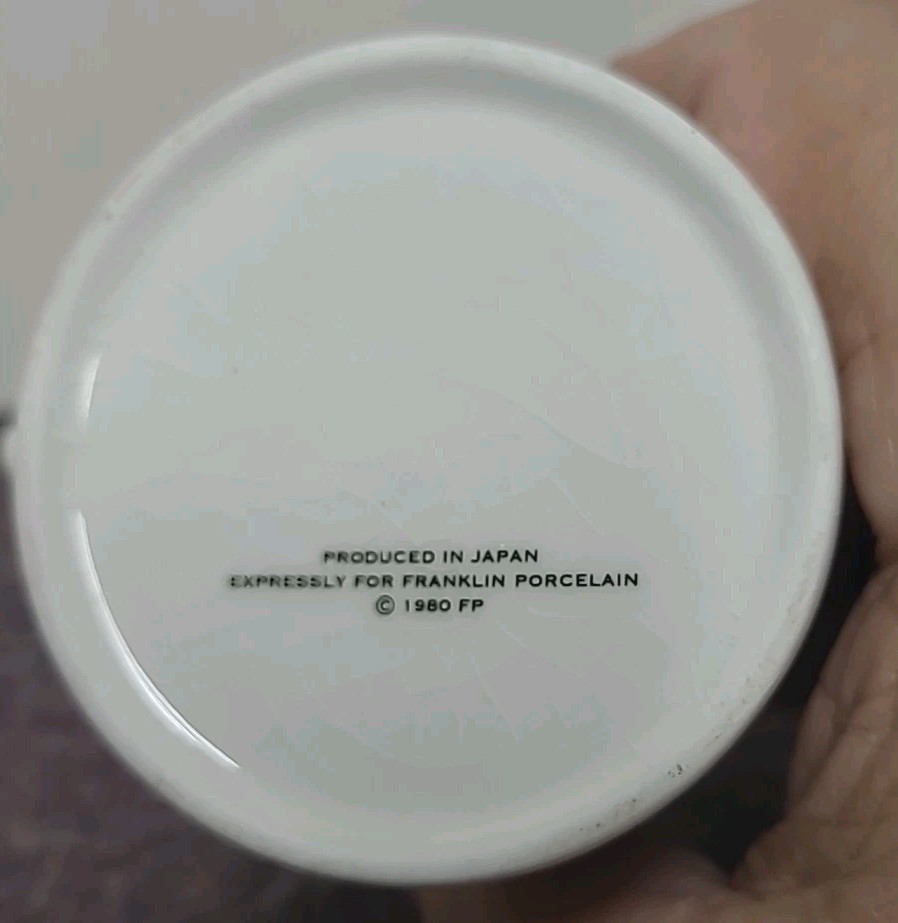 PRODUCED IN JAPAN
EXPRESSLY FOR FRANKLIN PORCELAIN
© 1980 FP